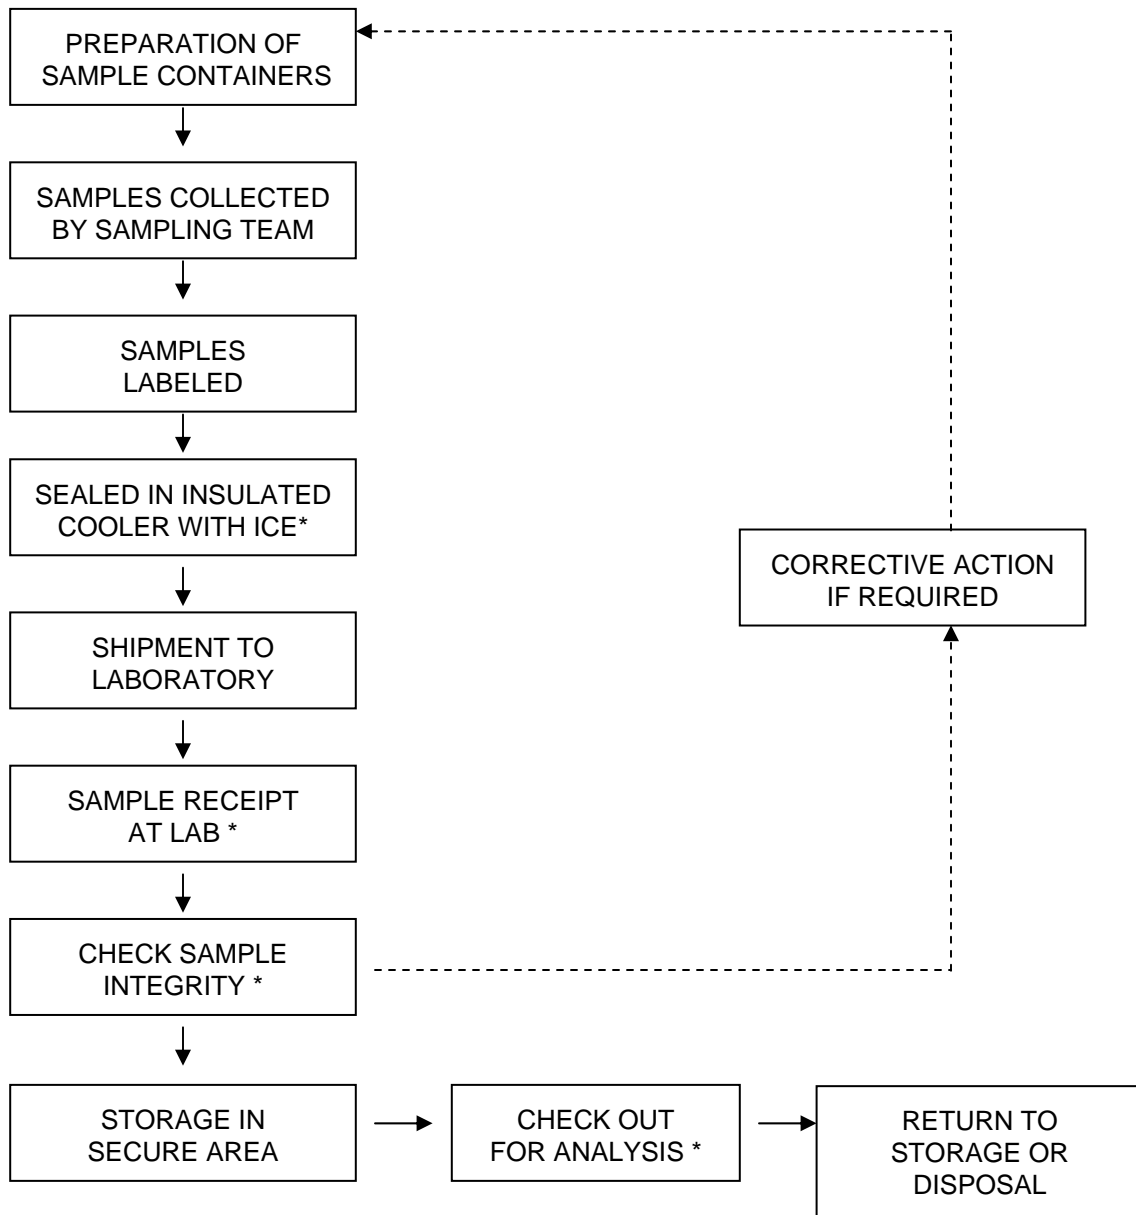 PREPARATION OF
SAMPLE CONTAINERS
SAMPLES COLLECTED
BY SAMPLING TEAM
SAMPLES
LABELED
SEALED IN INSULATED
COOLER WITH ICE*
CORRECTIVE ACTION
IF REQUIRED
SHIPMENT TO
LABORATORY
SAMPLE RECEIPT
AT LAB *
CHECK SAMPLE
INTEGRITY *
STORAGE IN
SECURE AREA
CHECK OUT
FOR ANALYSIS *
RETURN TO
STORAGE OR
DISPOSAL